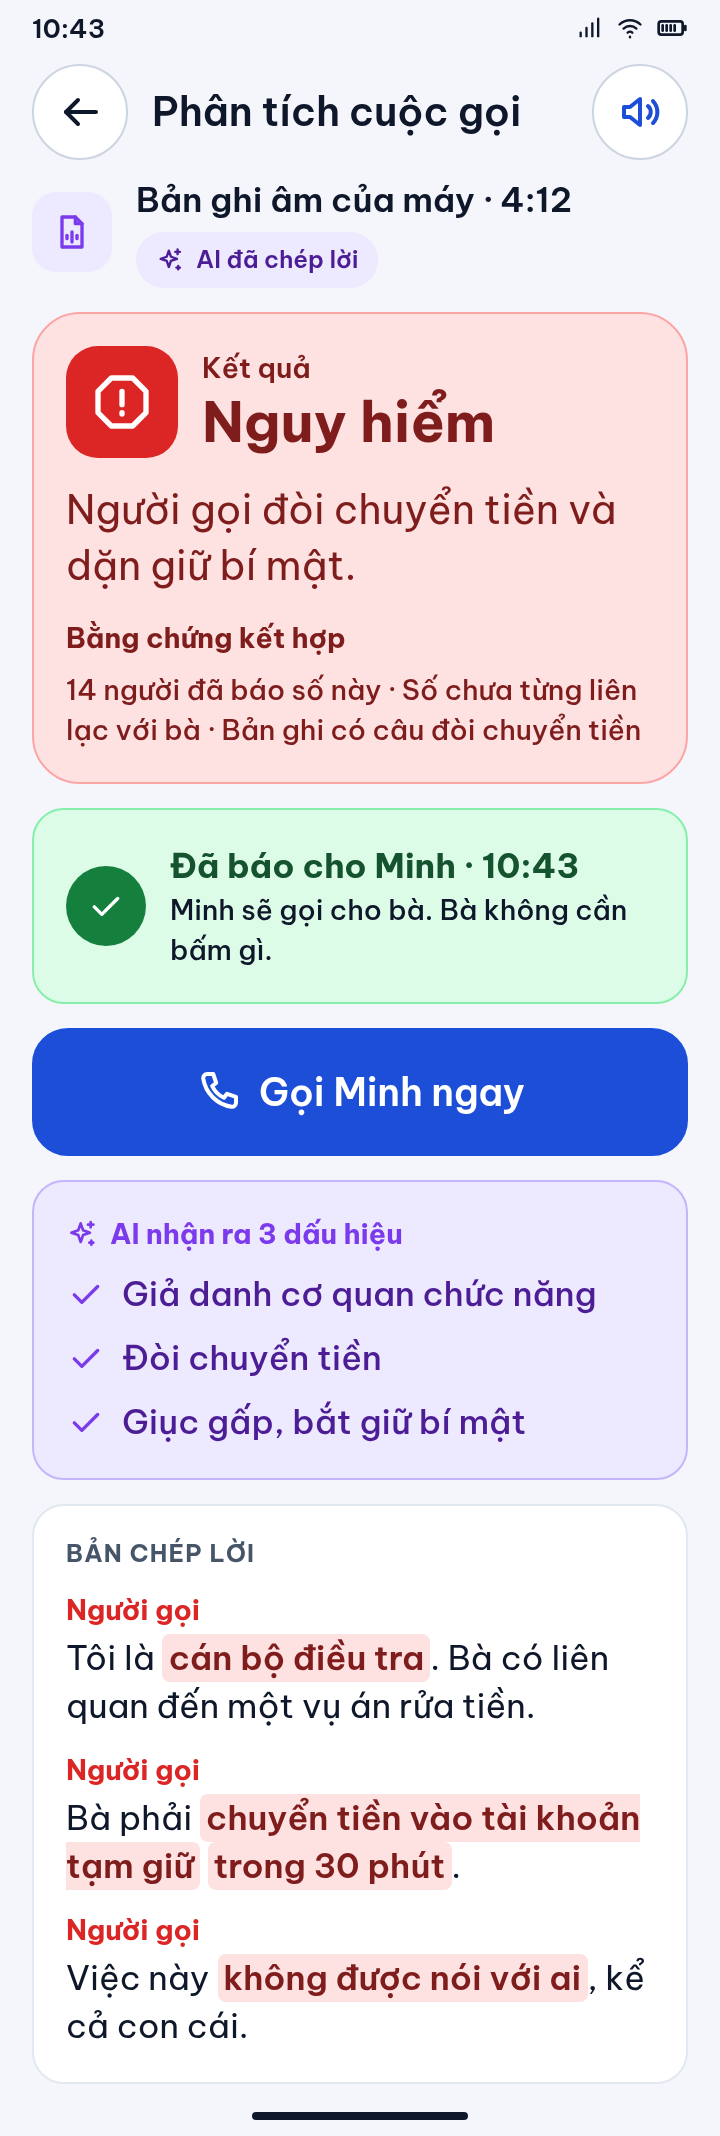 10:43
Phân tích cuộc gọi
Bản ghi âm của máy · 4:12
AI đã chép lời
Kết quả
Nguy hiểm
Người gọi đòi chuyển tiền và
dặn giữ bí mật.
Bằng chứng kết hợp
14 người đã báo số này · Số chưa từng liên
lạc với bà · Bản ghi có câu đòi chuyển tiền
Đã báo cho Minh · 10:43
Minh sẽ gọi cho bà. Bà không cần
bấm gì.
Gọi Minh ngay
AI nhận ra 3 dấu hiệu
Giả danh cơ quan chức năng
Đòi chuyển tiền
Giục gấp, bắt giữ bí mật
BẢN CHÉP LỜI
Người gọi
Tôi là cán bộ điều tra. Bà có liên
quan đến một vụ án rửa tiền.
Người gọi
Bà phải chuyển tiền vào tài khoản
tạm giữ trong 30 phút.
Người gọi
Việc này không được nói với ai, kể
cả con cái.